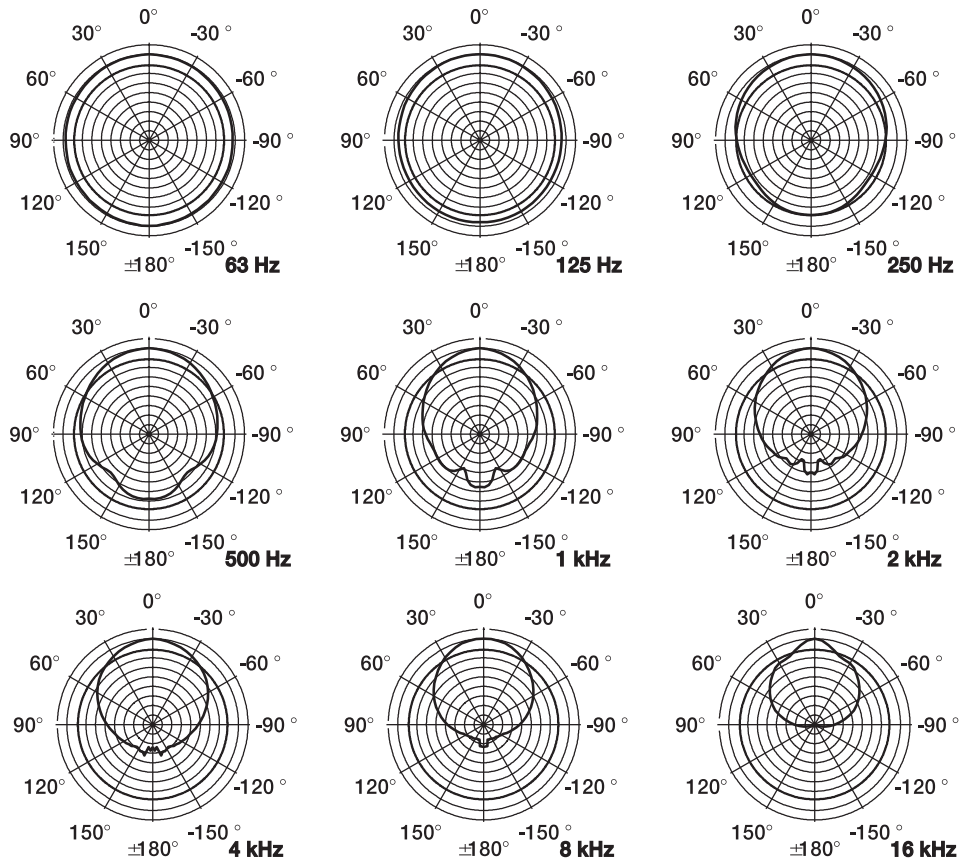 0° 0° 0°
30° -30 ° 30° -30 ° 30° -30 °
60° -60 ° 60° -60 ° 60° -60 °
90° -90 ° 90° -90 ° 90° -90 °
120° -120 ° 120° -120 ° 120° -120 °
150° -150 ° 150° -150 ° 150° -150 °
±180° 63 Hz ±180° 125 Hz ±180° 250 Hz
0° 0° 0°
30° -30 ° 30° -30 ° 30° -30 °
60° -60 ° 60° -60 ° 60° -60 °
90° -90 ° 90° -90 ° 90° -90 °
120° -120 ° 120° -120 ° 120° -120 °
150° -150 ° 150° -150 ° 150° -150 °
±180° 500 Hz ±180° 1 kHz ±180° 2 kHz
0° 0° 0°
30° -30 ° 30° -30 ° 30° -30 °
60° -60 ° 60° -60 ° 60° -60 °
90° -90 ° 90° -90 ° 90° -90 °
120° -120 ° 120° -120 ° 120° -120 °
150° -150 ° 150° -150 ° 150° -150 °
±180° 4 kHz ±180° 8 kHz ±180° 16 kHz